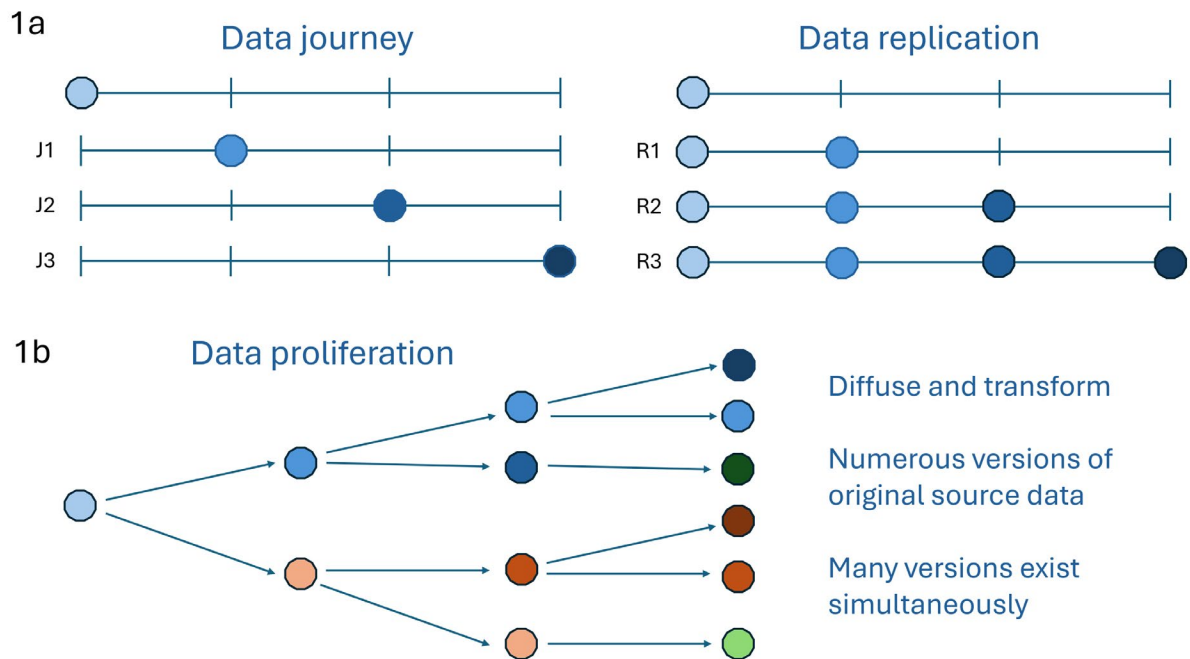 1a
Data journey
J1
J2
J3
Data replication
R1
R2
R3
1b
Data proliferation
Diffuse and transform
Numerous versions of
original source data
Many versions exist
simultaneously